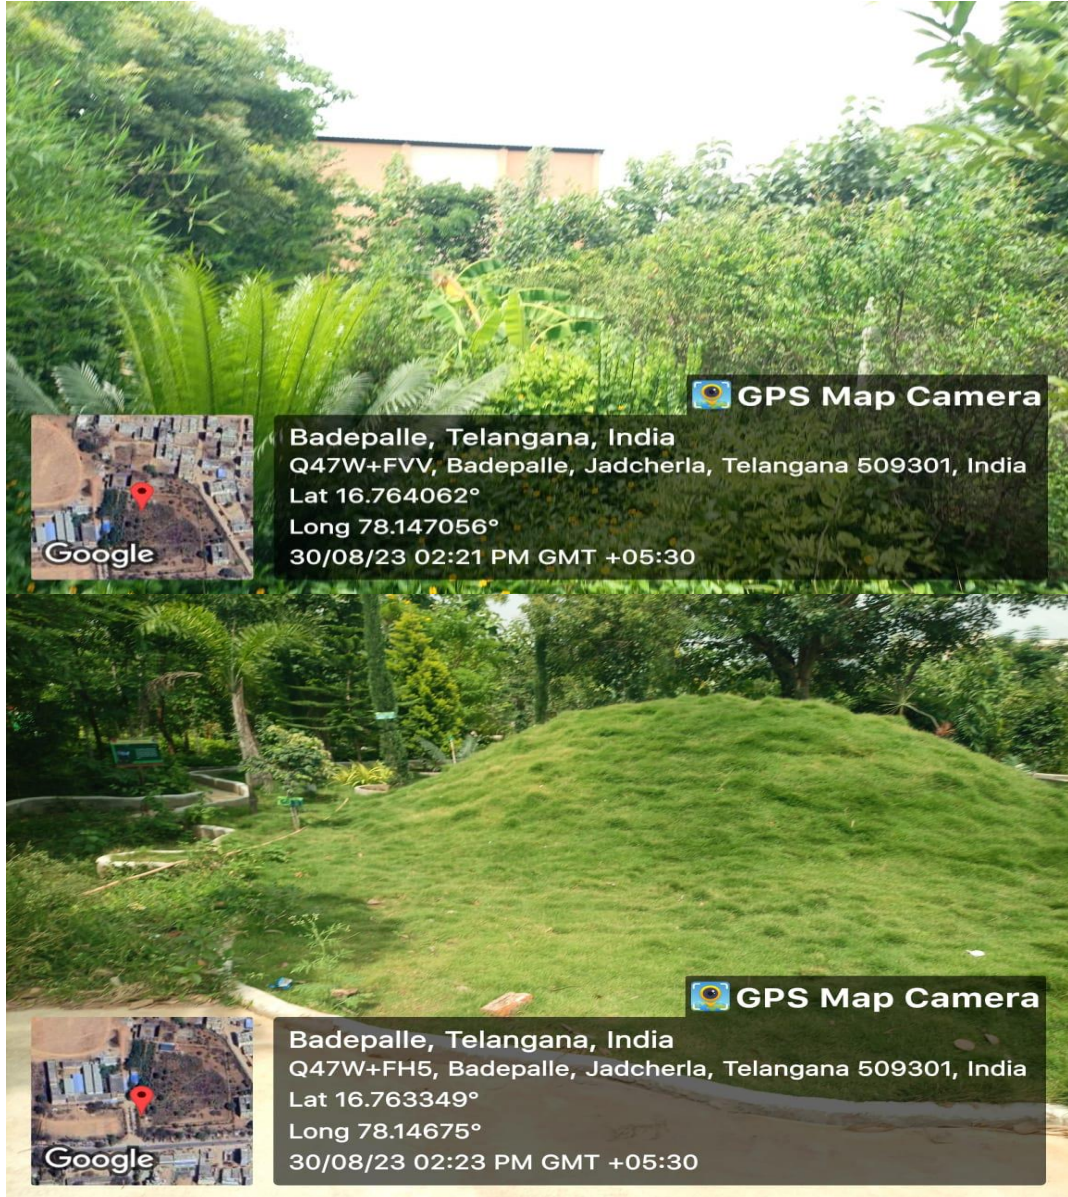 GPS Map Camera
Badepalle, Telangana, India
Q47W+FVV, Badepalle, Jadcherla, Telangana 509301, India
Lat 16.764062°
Long 78.147056°
30/08/23 02:21 PM GMT +05:30
Google
GPS Map Camera
Badepalle, Telangana, India
Q47W+FH5, Badepalle, Jadcherla, Telangana 509301, India
Lat 16.763349°
Long 78.14675°
30/08/23 02:23 PM GMT +05:30
Google